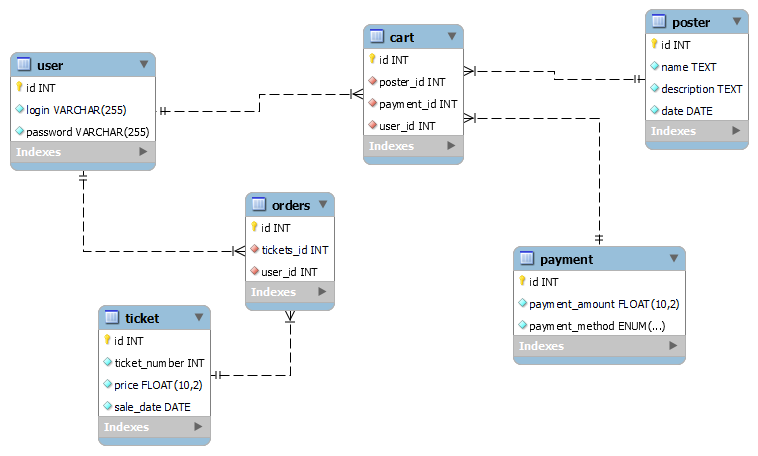 user
id INT
login VARCHAR(255)
password VARCHAR(255)
Indexes
cart
id INT
poster_id INT
payment_id INT
user_id INT
Indexes
poster
id INT
name TEXT
description TEXT
date DATE
Indexes
orders
id INT
tickets_id INT
user_id INT
Indexes
payment
id INT
payment_amount FLOAT(10,2)
payment_method ENUM(...)
Indexes
ticket
id INT
ticket_number INT
price FLOAT(10,2)
sale_date DATE
Indexes